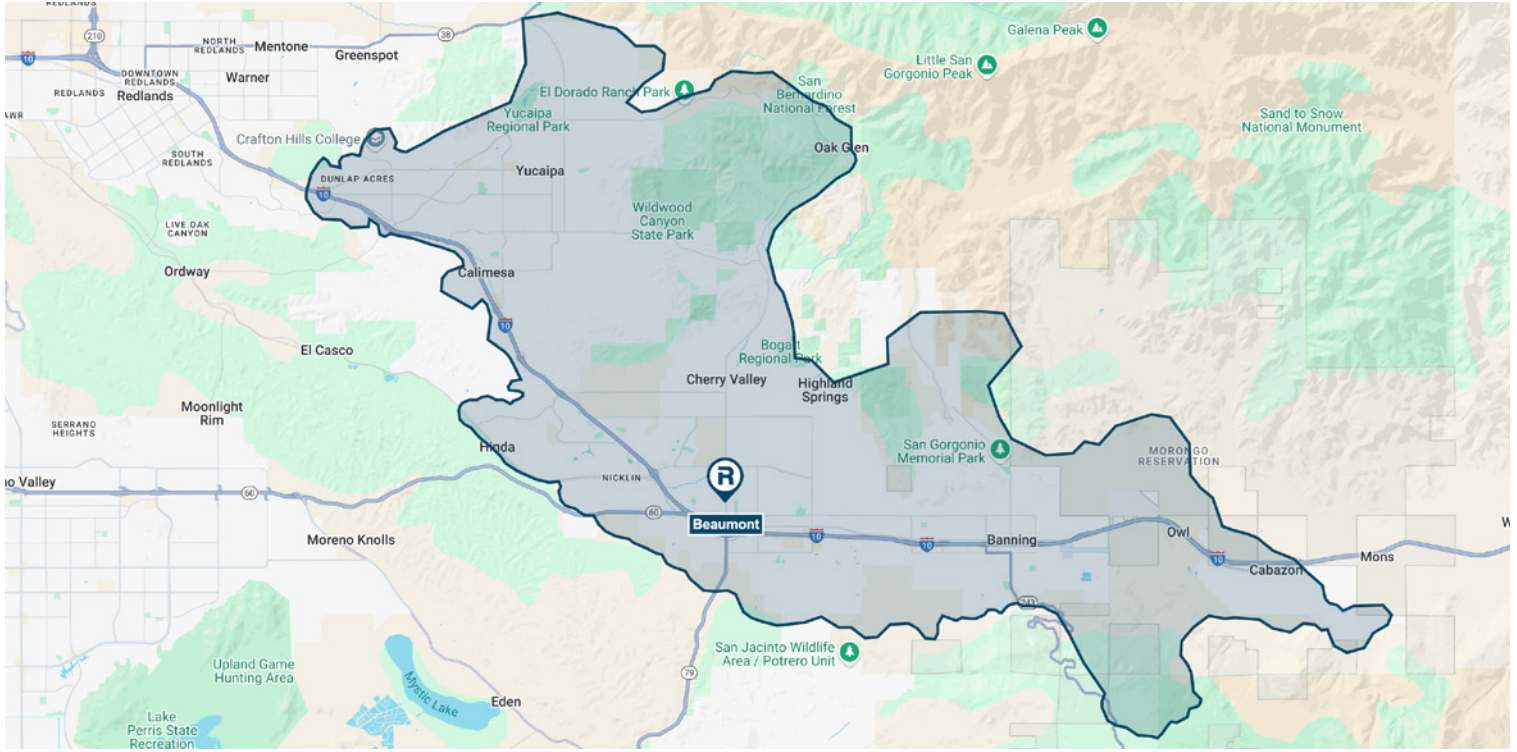 REDLANDS
210
38
NORTH
REDLANDS
Mentone
Greenspot
10
Warner
DOWNTOWN
REDLANDS
REDLANDS
Redlands
Galena Peak
Little San
Gorgonio Peak
El Dorado Ranch Park
San
Bernardino
National Forest
Yucaipa
Regional Park
Sand to Snow
National Monument
Crafton Hills College
SOUTH
REDLANDS
Oak Glen
Yucaipa
DUNLAP ACRES
10
LIVE OAK
CANYON
Wildwood
Canyon
State Park
Ordway
Calimesa
10
El Casco
Bogart
Regional Park
Cherry Valley
Highland
Springs
Moonlight
Rim
SERRANO
HEIGHTS
Hinda
San Gorgonio
Memorial Park
MORONGO
RESERVATION
NICKLIN
R
no Valley
60
60
Beaumont
10
10
Banning
Owl
10
Cabazon
Mons
Moreno Knolls
243
San Jacinto Wildlife
Area / Potrero Unit
79
Upland Game
Hunting Area
Mystic Lake
Eden
Lake
Perris State
Recreation